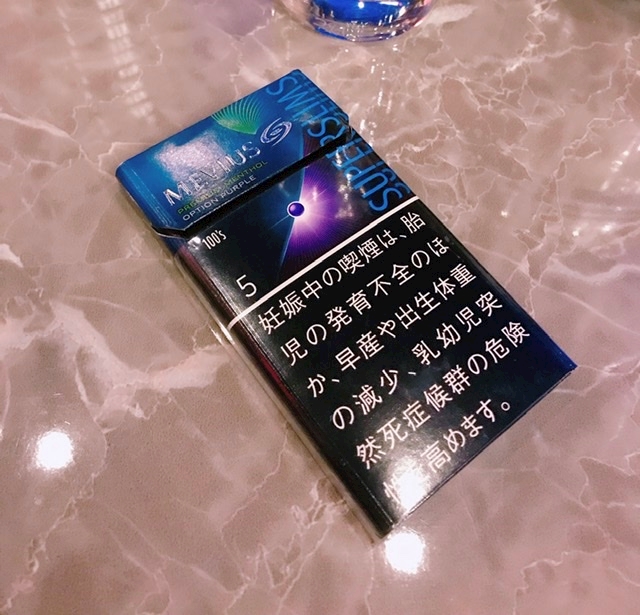 MEVIUS
PREMIUM MENTHOL
OPTION PURPLE
SUPER SLIMS
100's
5
妊娠中の喫煙は、胎
児の発育不全のほ
か、早産や出生体重
の減少、乳幼児突
然死症候群の危険
性を高めます。